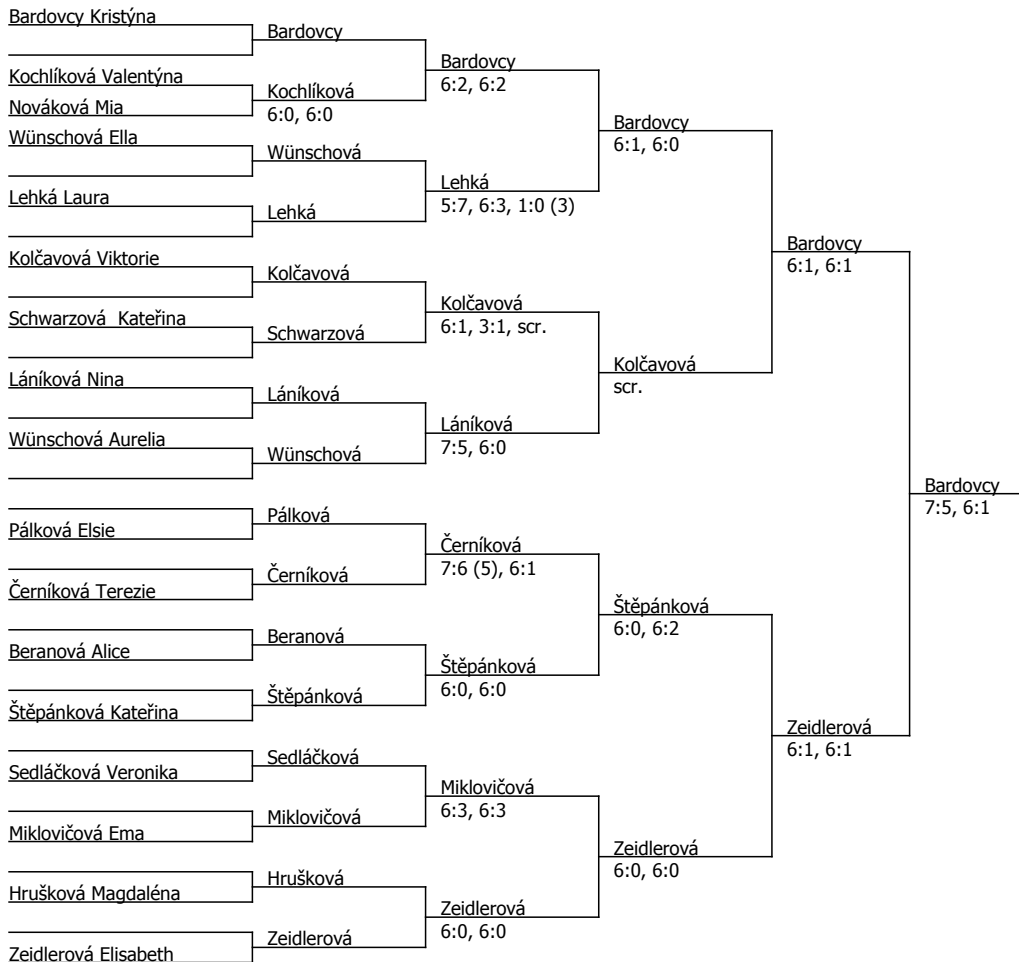 Bardovcy Kristýna
Kochlíková Valentýna
Nováková Mia
Wünschová Ella
Lehká Laura
Kolčavová Viktorie
Schwarzová  Kateřina
Láníková Nina
Wünschová Aurelia
Pálková Elsie
Černíková Terezie
Beranová Alice
Štěpánková Kateřina
Sedláčková Veronika
Miklovičová Ema
Hrušková Magdaléna
Zeidlerová Elisabeth
Bardovcy
Kochlíková
6:0, 6:0
Wünschová
Lehká
Kolčavová
Schwarzová
Láníková
Wünschová
Pálková
Černíková
Beranová
Štěpánková
Sedláčková
Miklovičová
Hrušková
Zeidlerová
Bardovcy
6:2, 6:2
Lehká
5:7, 6:3, 1:0 (3)
Kolčavová
6:1, 3:1, scr.
Láníková
7:5, 6:0
Černíková
7:6 (5), 6:1
Štěpánková
6:0, 6:0
Miklovičová
6:3, 6:3
Zeidlerová
6:0, 6:0
Bardovcy
6:1, 6:0
Kolčavová
scr.
Štěpánková
6:0, 6:2
Zeidlerová
6:0, 6:0
Bardovcy
6:1, 6:1
Zeidlerová
6:1, 6:1
Bardovcy
7:5, 6:1